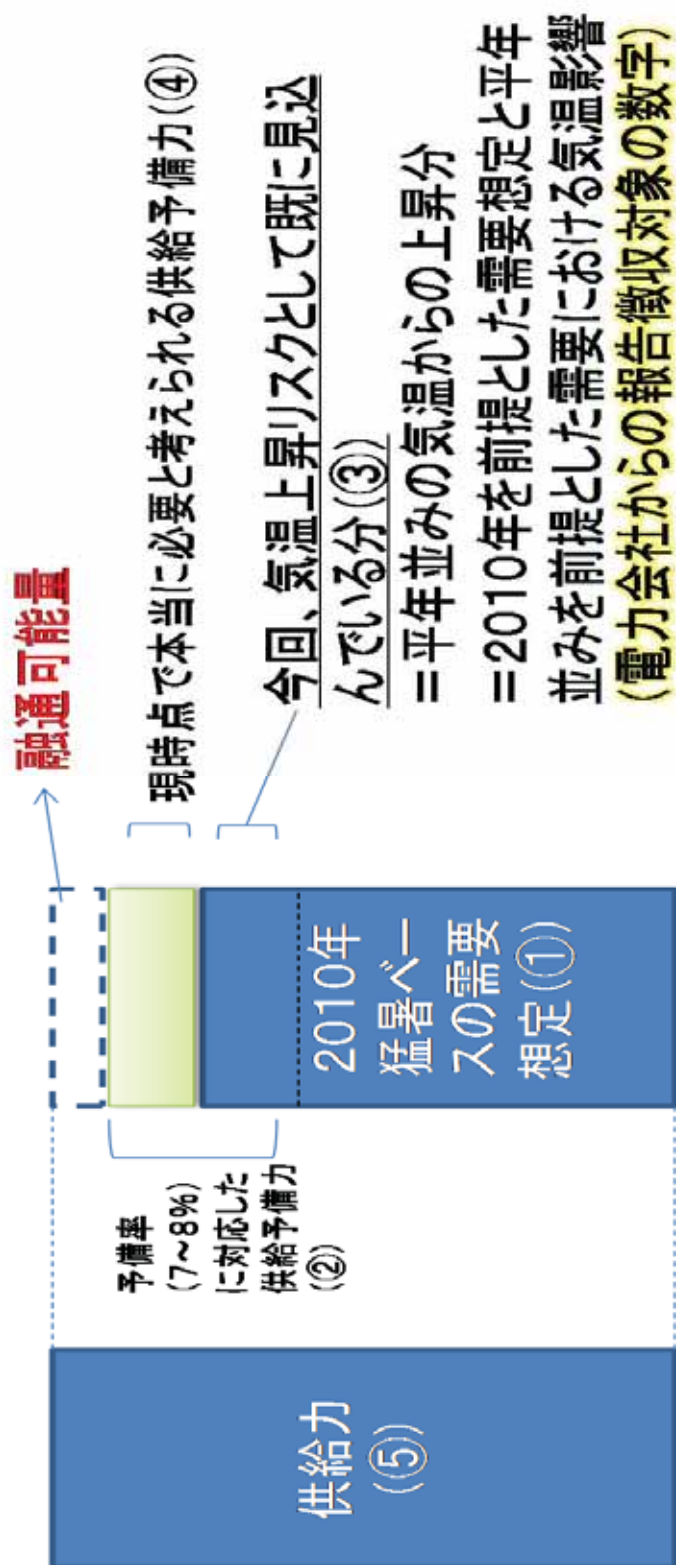 融通可能量
現時点で本当に必要と考えられる供給予備力(④)
今回、気温上昇リスクとして既に見込
んでいる分(③)
=平年並みの気温からの上昇分
=2010年を前提とした需要想定と平年
並みを前提とした需要における気温影響
(電力会社からの報告徴収対象の数字)
予備率
(7~8%)
に対応した
供給予備力
(②)
2010年
猛暑ベー
スの需要
想定(①)
供給力
(⑤)